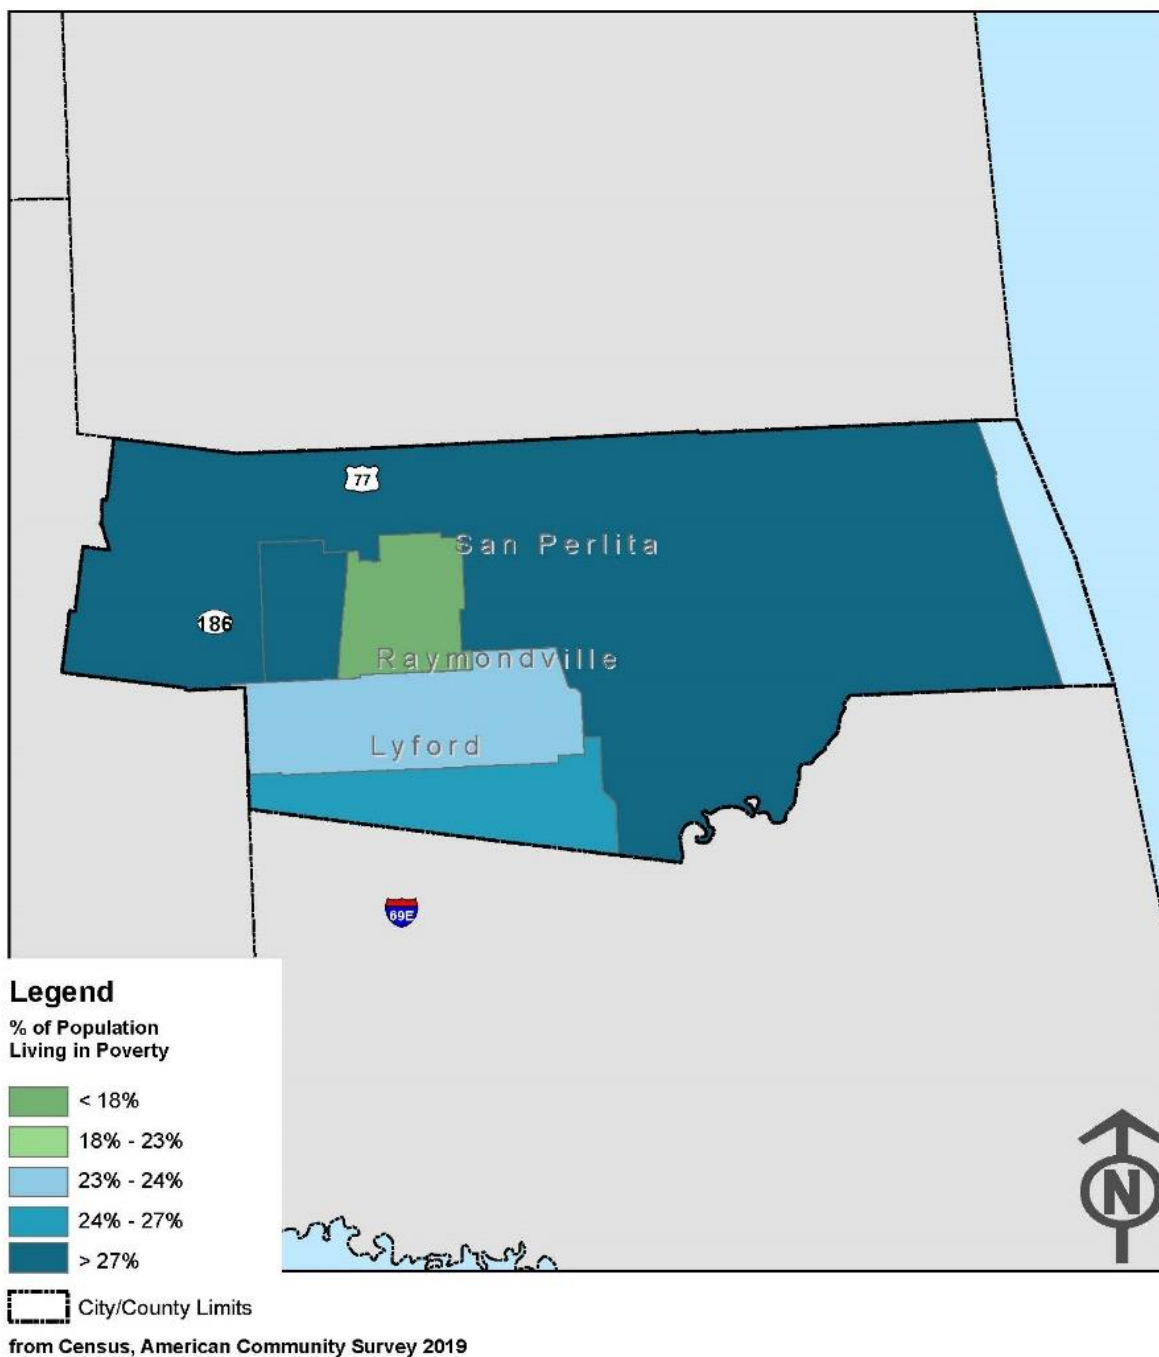 77
San Perlita
186
Raymondville
Lyford
69E
Legend
% of Population
Living in Poverty
< 18%
18% - 23%
23% - 24%
24% - 27%
> 27%
City/County Limits
N
from Census, American Community Survey 2019